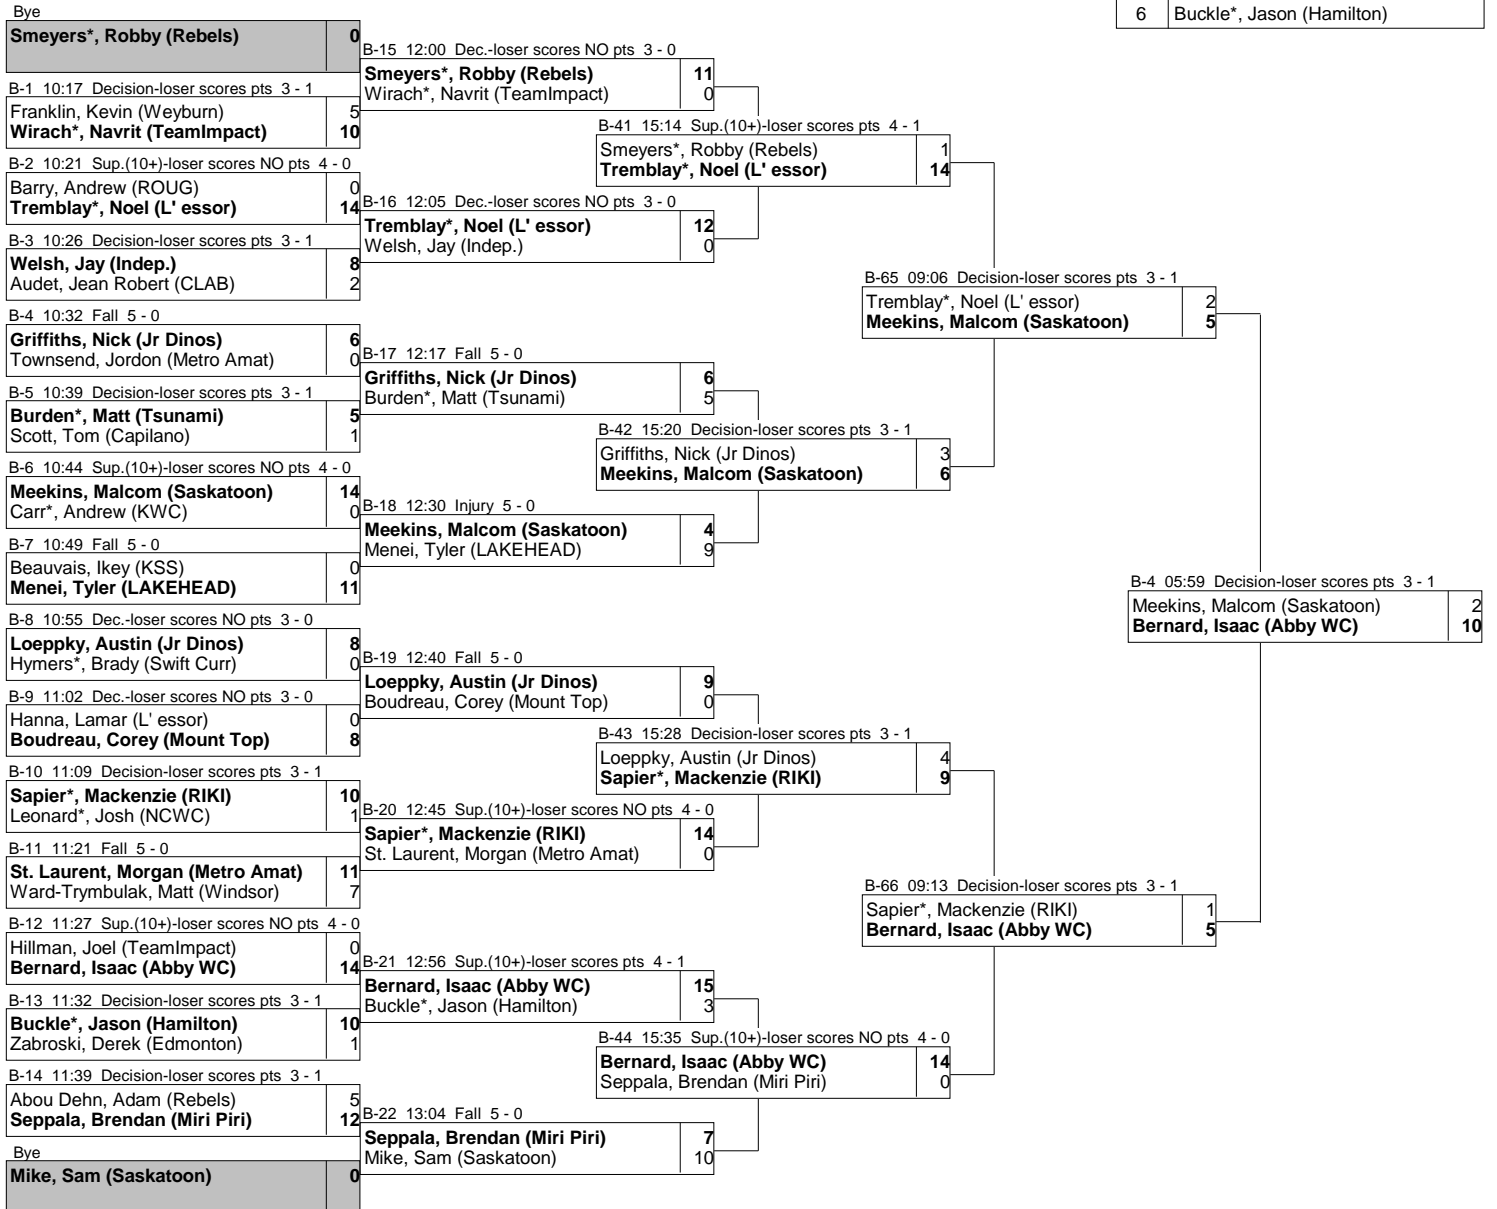 6 Buckle*, Jason (Hamilton)
Bye
Smeyers*, Robby (Rebels) 0
B-1 10:17 Decision-loser scores pts 3 - 1
Franklin, Kevin (Weyburn) 5
Wirach*, Navrit (TeamImpact) 10
B-2 10:21 Sup.(10+)-loser scores NO pts 4 - 0
Barry, Andrew (ROUG) 0
Tremblay*, Noel (L' essor) 14
B-3 10:26 Decision-loser scores pts 3 - 1
Welsh, Jay (Indep.) 8
Audet, Jean Robert (CLAB) 2
B-4 10:32 Fall 5 - 0
Griffiths, Nick (Jr Dinos) 6
Townsend, Jordon (Metro Amat) 0
B-5 10:39 Decision-loser scores pts 3 - 1
Burden*, Matt (Tsunami) 5
Scott, Tom (Capilano) 1
B-6 10:44 Sup.(10+)-loser scores NO pts 4 - 0
Meekins, Malcom (Saskatoon) 14
Carr*, Andrew (KWC) 0
B-7 10:49 Fall 5 - 0
Beauvais, Ikey (KSS) 0
Menei, Tyler (LAKEHEAD) 11
B-8 10:55 Dec.-loser scores NO pts 3 - 0
Loeppky, Austin (Jr Dinos) 8
Hymers*, Brady (Swift Curr) 0
B-9 11:02 Dec.-loser scores NO pts 3 - 0
Hanna, Lamar (L' essor) 0
Boudreau, Corey (Mount Top) 8
B-10 11:09 Decision-loser scores pts 3 - 1
Sapier*, Mackenzie (RIKI) 10
Leonard*, Josh (NCWC) 1
B-11 11:21 Fall 5 - 0
St. Laurent, Morgan (Metro Amat) 11
Ward-Trymbulak, Matt (Windsor) 7
B-12 11:27 Sup.(10+)-loser scores NO pts 4 - 0
Hillman, Joel (TeamImpact) 0
Bernard, Isaac (Abby WC) 14
B-13 11:32 Decision-loser scores pts 3 - 1
Buckle*, Jason (Hamilton) 10
Zabroski, Derek (Edmonton) 1
B-14 11:39 Decision-loser scores pts 3 - 1
Abou Dehn, Adam (Rebels) 5
Seppala, Brendan (Miri Piri) 12
Bye
Mike, Sam (Saskatoon) 0
B-15 12:00 Dec.-loser scores NO pts 3 - 0
Smeyers*, Robby (Rebels) 11
Wirach*, Navrit (TeamImpact) 0
B-16 12:05 Dec.-loser scores NO pts 3 - 0
Tremblay*, Noel (L' essor) 12
Welsh, Jay (Indep.) 0
B-17 12:17 Fall 5 - 0
Griffiths, Nick (Jr Dinos) 6
Burden*, Matt (Tsunami) 5
B-18 12:30 Injury 5 - 0
Meekins, Malcom (Saskatoon) 4
Menei, Tyler (LAKEHEAD) 9
B-19 12:40 Fall 5 - 0
Loeppky, Austin (Jr Dinos) 9
Boudreau, Corey (Mount Top) 0
B-20 12:45 Sup.(10+)-loser scores NO pts 4 - 0
Sapier*, Mackenzie (RIKI) 14
St. Laurent, Morgan (Metro Amat) 0
B-21 12:56 Sup.(10+)-loser scores pts 4 - 1
Bernard, Isaac (Abby WC) 15
Buckle*, Jason (Hamilton) 3
B-22 13:04 Fall 5 - 0
Seppala, Brendan (Miri Piri) 7
Mike, Sam (Saskatoon) 10
B-41 15:14 Sup.(10+)-loser scores pts 4 - 1
Smeyers*, Robby (Rebels) 1
Tremblay*, Noel (L' essor) 14
B-42 15:20 Decision-loser scores pts 3 - 1
Griffiths, Nick (Jr Dinos) 3
Meekins, Malcom (Saskatoon) 6
B-43 15:28 Decision-loser scores pts 3 - 1
Loeppky, Austin (Jr Dinos) 4
Sapier*, Mackenzie (RIKI) 9
B-44 15:35 Sup.(10+)-loser scores NO pts 4 - 0
Bernard, Isaac (Abby WC) 14
Seppala, Brendan (Miri Piri) 0
B-65 09:06 Decision-loser scores pts 3 - 1
Tremblay*, Noel (L' essor) 2
Meekins, Malcom (Saskatoon) 5
B-66 09:13 Decision-loser scores pts 3 - 1
Sapier*, Mackenzie (RIKI) 1
Bernard, Isaac (Abby WC) 5
B-4 05:59 Decision-loser scores pts 3 - 1
Meekins, Malcom (Saskatoon) 2
Bernard, Isaac (Abby WC) 10